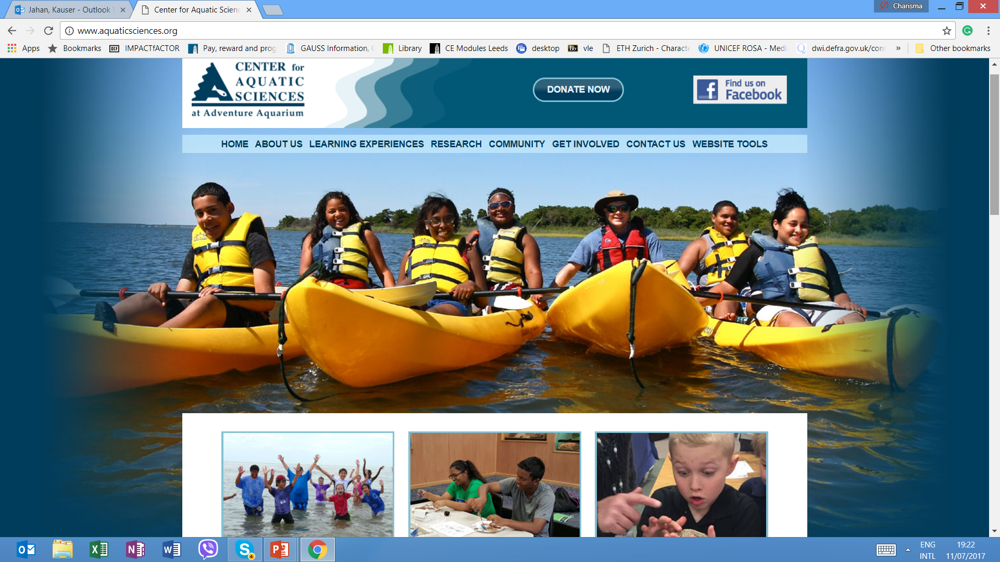 Jahan, Kauser - Outlook
Center for Aquatic Scienc
Charisma
www.aquaticsciences.org
Apps
Bookmarks
DCF
IMPACTfACTOR
Pay, reward and prog
GAUSS Information,
Library
CE Modules Leeds
desktop
Bb
vle
ETH Zurich - Characte
UNICEF ROSA - Medi
dwi.defra.gov.uk/con
»
Other bookmarks
CENTER for
AQUATIC
SCIENCES
at Adventure Aquarium
DONATE NOW
Find us on
Facebook
HOME ABOUT US LEARNING EXPERIENCES RESEARCH COMMUNITY GET INVOLVED CONTACT US WEBSITE TOOLS
4
ENG
INTL
19:22
11/07/2017